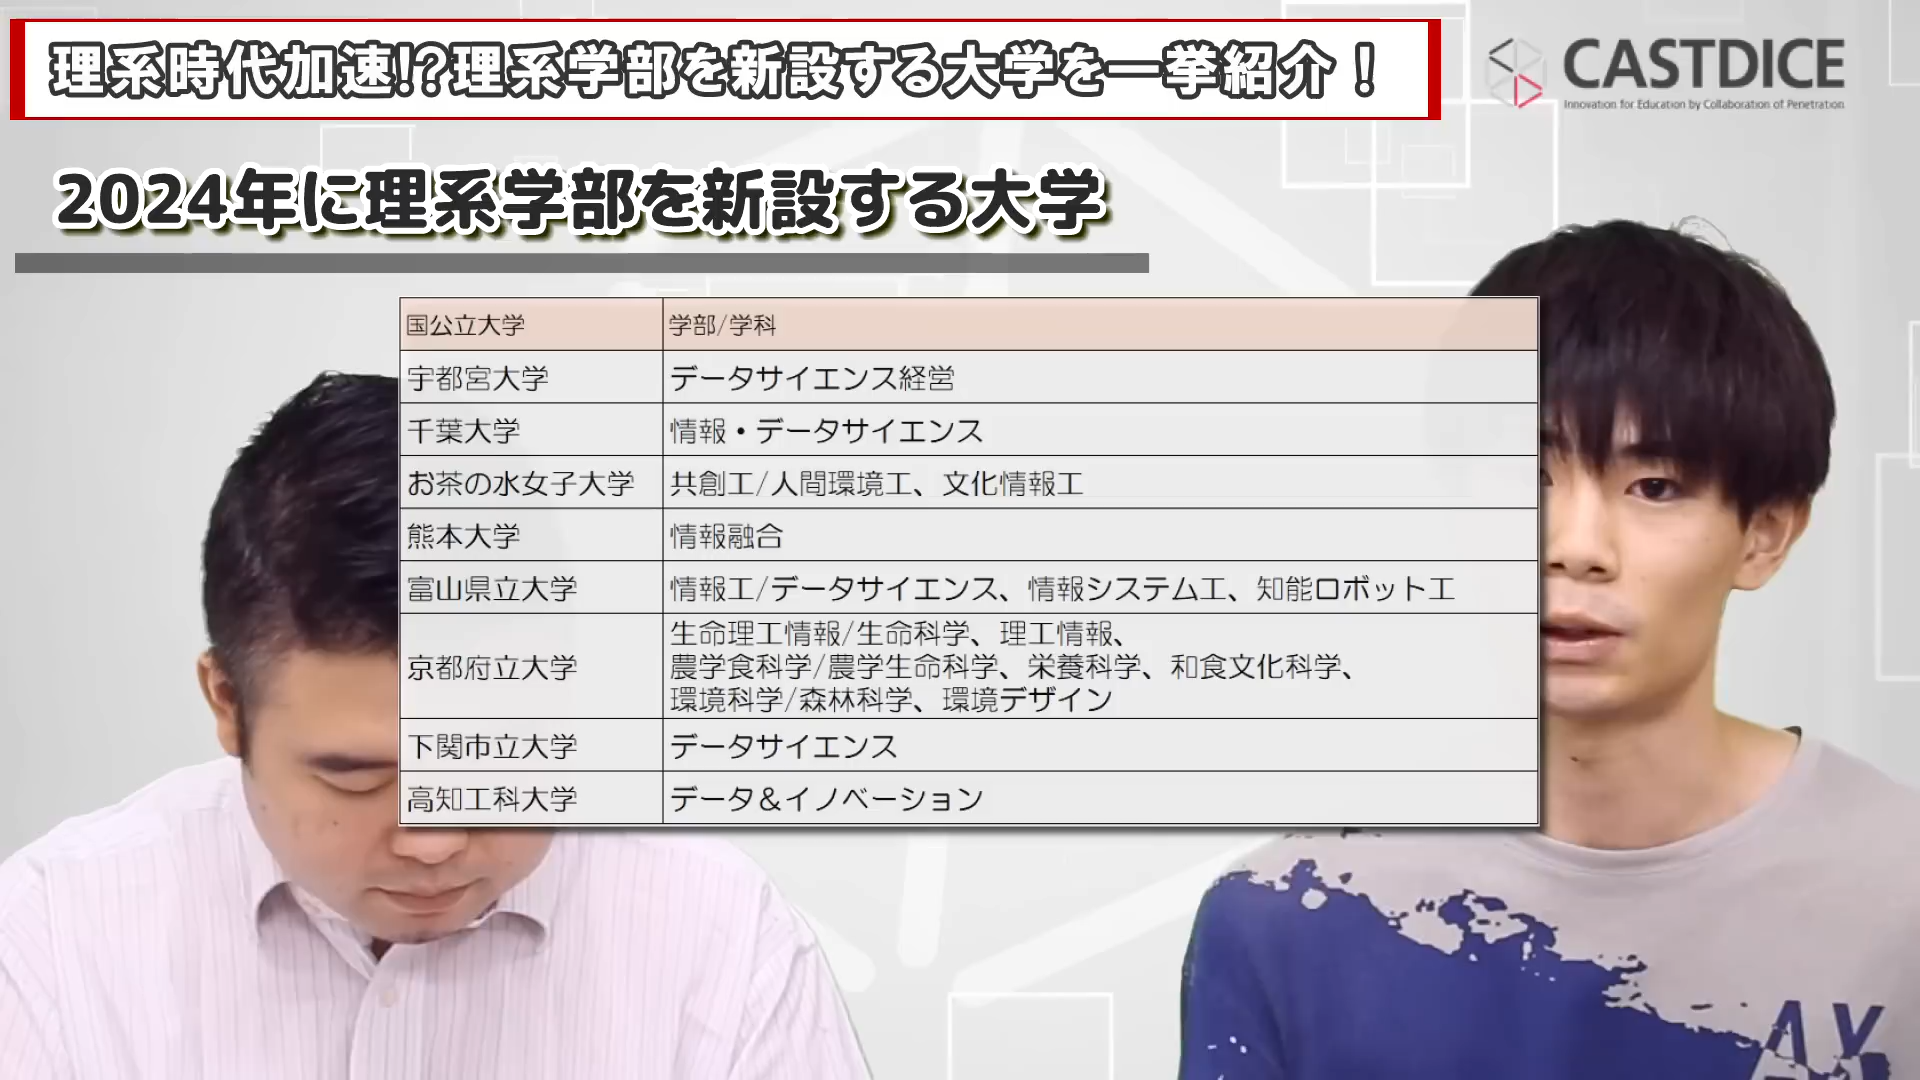 理系時代加速!?理系学部を新設する大学を一挙紹介！
CASTDICE
Innovation for Education by Collaboration of Penetration
2024年に理系学部を新設する大学
国公立大学 学部/学科
宇都宮大学 データサイエンス経営
千葉大学 情報・データサイエンス
お茶の水女子大学 共創工/人間環境工、文化情報工
熊本大学 情報融合
富山県立大学 情報工/データサイエンス、情報システム工、知能ロボット工
京都府立大学 生命理工情報/生命科学、理工情報、
農学食科学/農学生命科学、栄養科学、和食文化科学、
環境科学/森林科学、環境デザイン
下関市立大学 データサイエンス
高知工科大学 データ＆イノベーション
AX